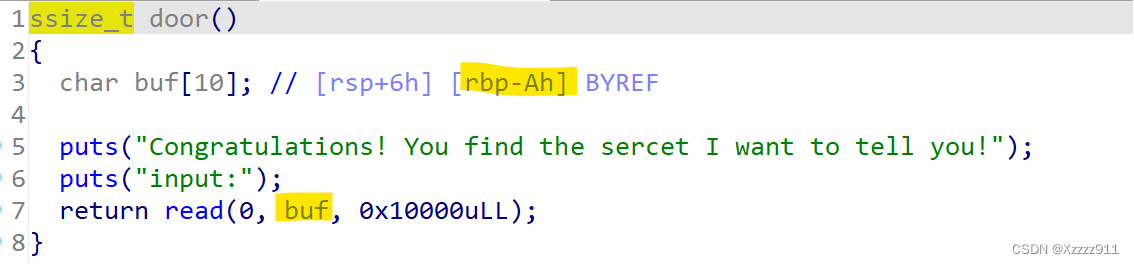 1 ssize_t door()
2 {
3 char buf[10]; // [rsp+6h] [rbp-Ah] BYREF
4
5 puts("Congratulations! You find the sercet I want to tell you!");
6 puts("input:");
7 return read(0, buf, 0x10000uLL);
8 }
CSDN @Xzzzz911